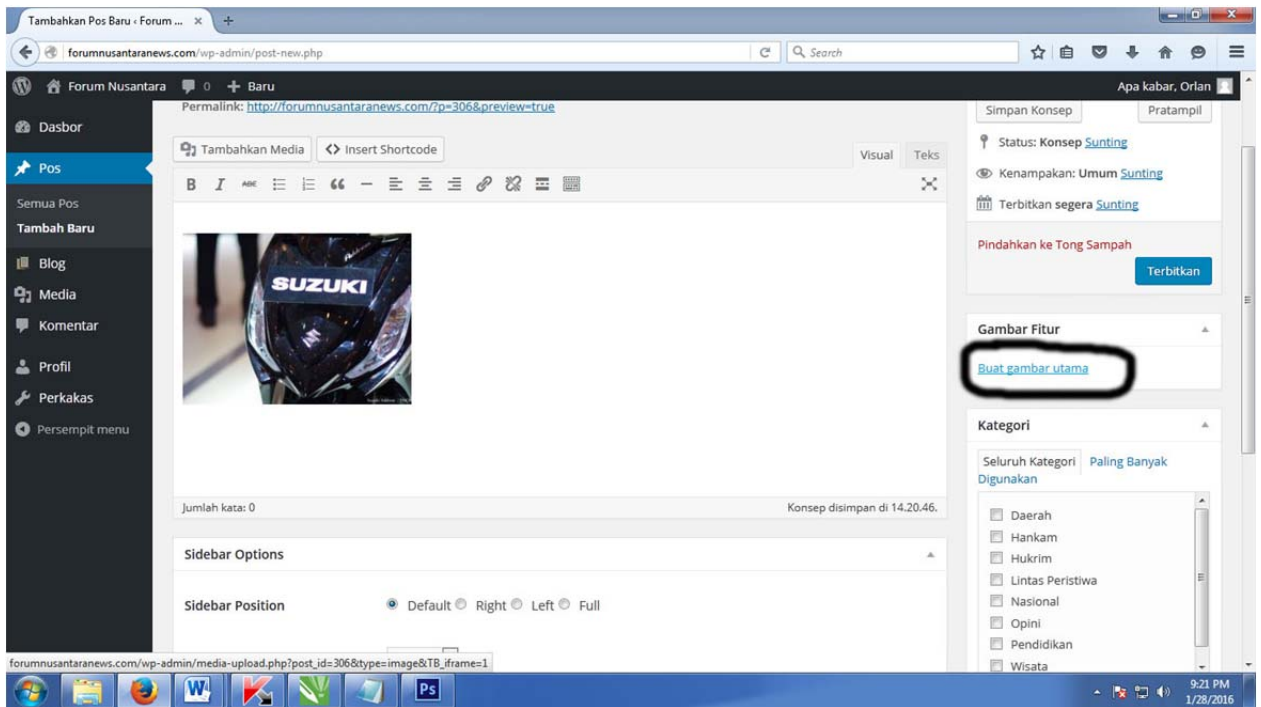 Tambahkan Pos Baru ‹ Forum ...
forumnusantaranews.com/wp-admin/post-new.php
Search
Forum Nusantara 0 + Baru
Apa kabar, Orlan
Dasbor
Pos
Semua Pos
Tambah Baru
Blog
Media
Komentar
Profil
Perkakas
Persempit menu
Permalink: http://forumnusantaranews.com/?p=306&preview=true
Tambahkan Media
Insert Shortcode
Visual Teks
B I ABC
SUZUKI
Jumlah kata: 0
Konsep disimpan di 14.20.46.
Sidebar Options
Sidebar Position
Default Right Left Full
Simpan Konsep
Pratampil
Status: Konsep Sunting
Kenampakan: Umum Sunting
Terbitkan segera Sunting
Pindahkan ke Tong Sampah
Terbitkan
Gambar Fitur
Buat gambar utama
Kategori
Seluruh Kategori Paling Banyak
Digunakan
Daerah
Hankam
Hukrim
Lintas Peristiwa
Nasional
Opini
Pendidikan
Wisata
forumnusantaranews.com/wp-admin/media-upload.php?post_id=306&type=image&TB_iframe=1
W
K
N
Ps
9:21 PM
1/28/2016